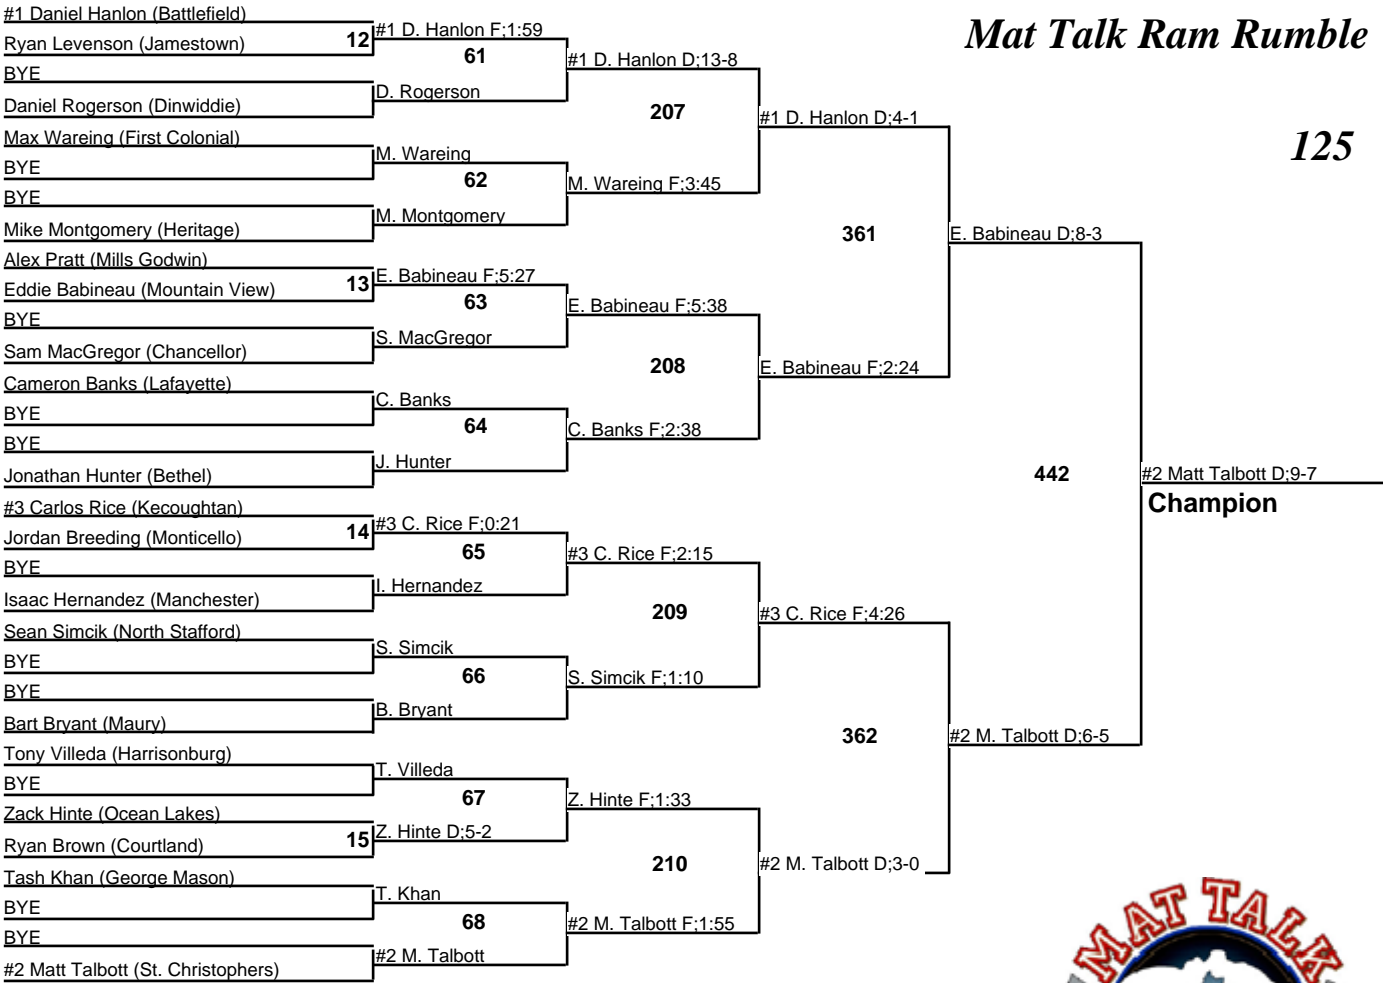 Mat Talk Ram Rumble
125
#1 Daniel Hanlon (Battlefield)
Ryan Levenson (Jamestown)
BYE
Daniel Rogerson (Dinwiddie)
Max Wareing (First Colonial)
BYE
BYE
Mike Montgomery (Heritage)
Alex Pratt (Mills Godwin)
Eddie Babineau (Mountain View)
BYE
Sam MacGregor (Chancellor)
Cameron Banks (Lafayette)
BYE
BYE
Jonathan Hunter (Bethel)
#3 Carlos Rice (Kecoughtan)
Jordan Breeding (Monticello)
BYE
Isaac Hernandez (Manchester)
Sean Simcik (North Stafford)
BYE
BYE
Bart Bryant (Maury)
Tony Villeda (Harrisonburg)
BYE
Zack Hinte (Ocean Lakes)
Ryan Brown (Courtland)
Tash Khan (George Mason)
BYE
BYE
#2 Matt Talbott (St. Christophers)
12
13
14
15
#1 D. Hanlon F;1:59
61
D. Rogerson
M. Wareing
62
M. Montgomery
E. Babineau F;5:27
63
S. MacGregor
C. Banks
64
J. Hunter
#3 C. Rice F;0:21
65
I. Hernandez
S. Simcik
66
B. Bryant
T. Villeda
67
Z. Hinte D;5-2
T. Khan
68
#2 M. Talbott
#1 D. Hanlon D;13-8
207
M. Wareing F;3:45
E. Babineau F;5:38
208
C. Banks F;2:38
#3 C. Rice F;2:15
209
S. Simcik F;1:10
Z. Hinte F;1:33
210
#2 M. Talbott F;1:55
#1 D. Hanlon D;4-1
361
E. Babineau F;2:24
#3 C. Rice F;4:26
362
#2 M. Talbott D;3-0
E. Babineau D;8-3
442
#2 M. Talbott D;6-5
#2 Matt Talbott D;9-7
Champion
MAT TALK